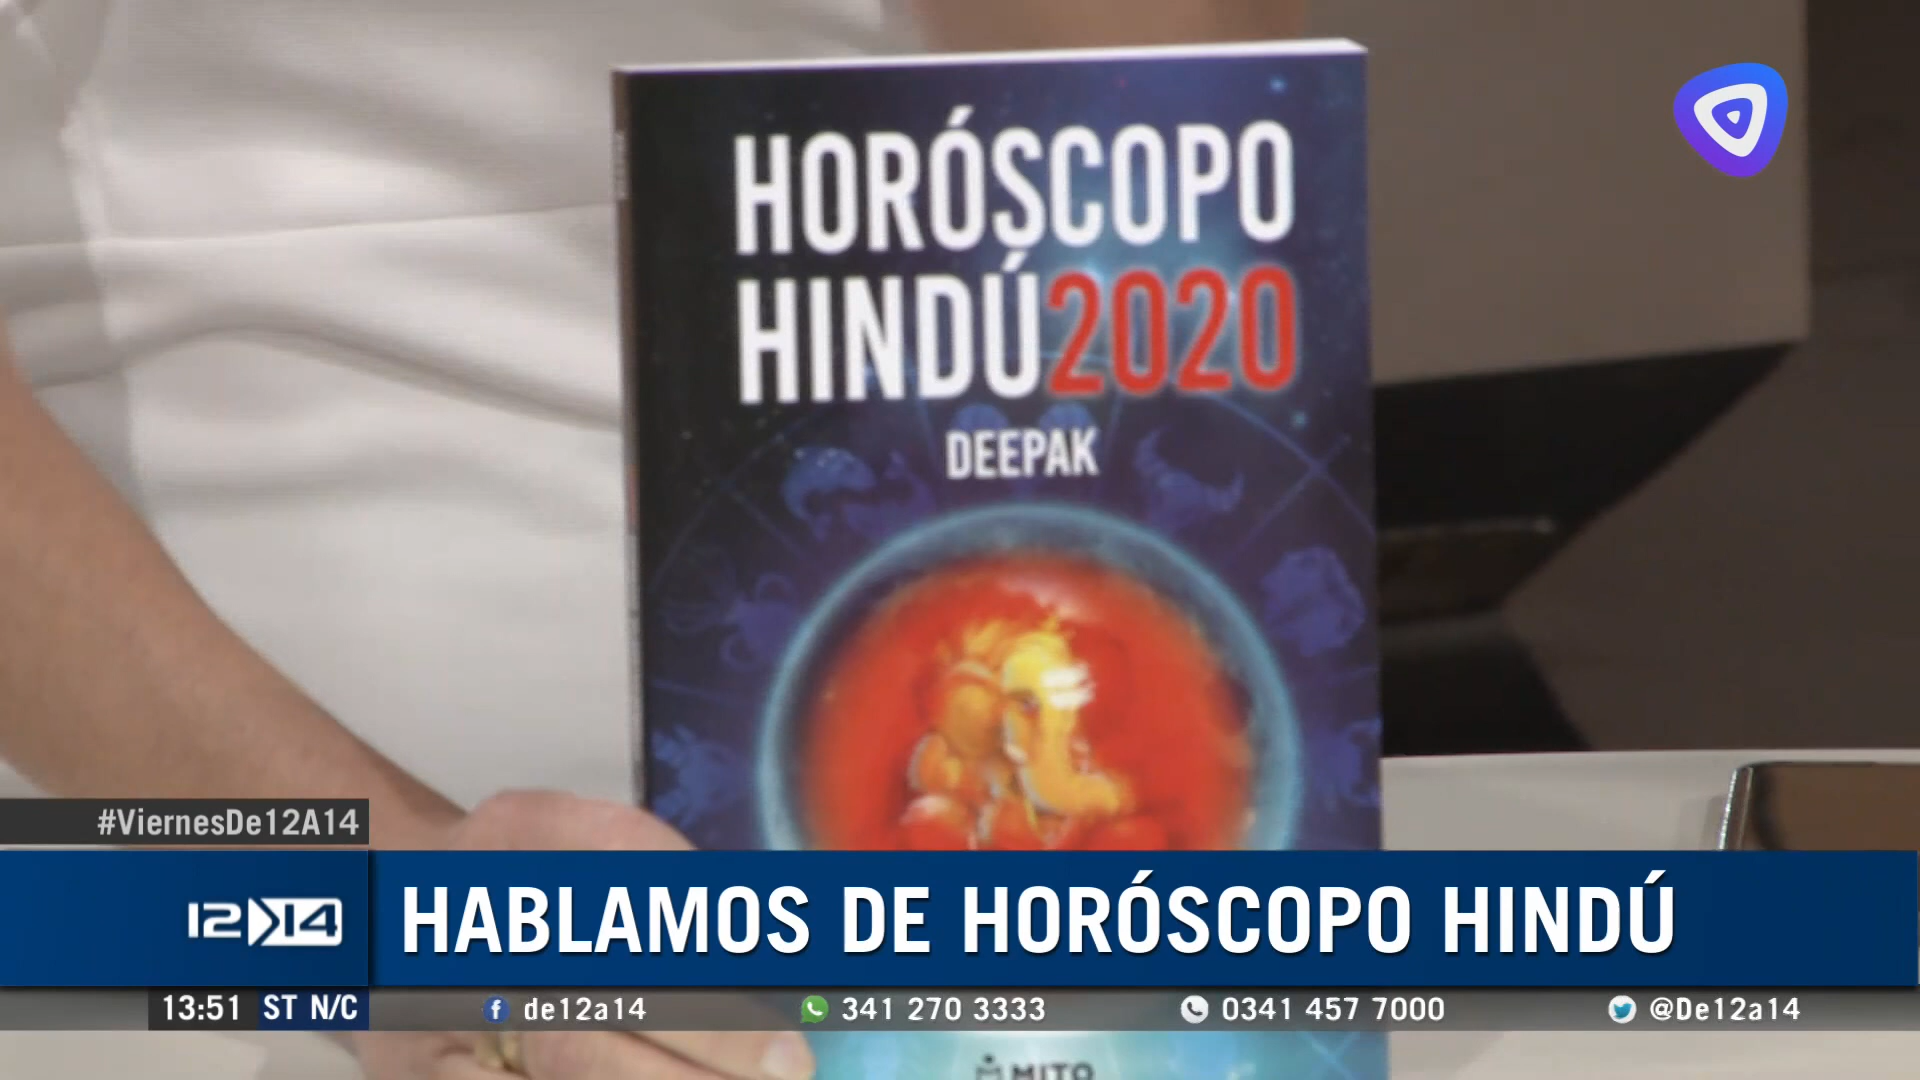 HORÓSCOPO
HINDÚ2020
DEEPAK
#ViernesDe12A14
12 14
HABLAMOS DE HORÓSCOPO HINDÚ
13:51 ST N/C
de12a14
341 270 3333
0341 457 7000
@De12a14
MITO